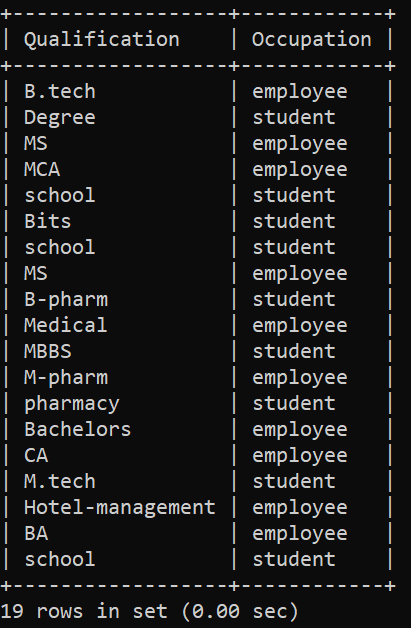 +-------------------+------------+
| Qualification    | Occupation |
+-------------------+------------+
| B.tech           | employee   |
| Degree           | student    |
| MS               | employee   |
| MCA              | employee   |
| school           | student    |
| Bits             | student    |
| school           | student    |
| MS               | employee   |
| B-pharm          | student    |
| Medical          | employee   |
| MBBS             | student    |
| M-pharm          | employee   |
| pharmacy         | student    |
| Bachelors        | employee   |
| CA               | employee   |
| M.tech           | student    |
| Hotel-management | employee   |
| BA               | employee   |
| school           | student    |
+-------------------+------------+
19 rows in set (0.00 sec)